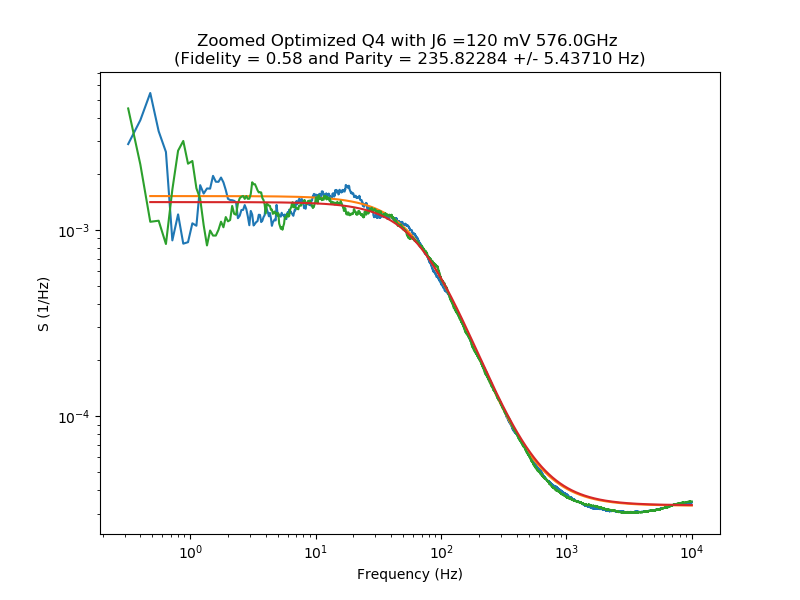 Zoomed Optimized Q4 with J6 =120 mV 576.0GHz
(Fidelity = 0.58 and Parity = 235.82284 +/- 5.43710 Hz)
S (1/Hz)
10⁻³
10⁻⁴
10⁰ 10¹ 10² 10³ 10⁴
Frequency (Hz)